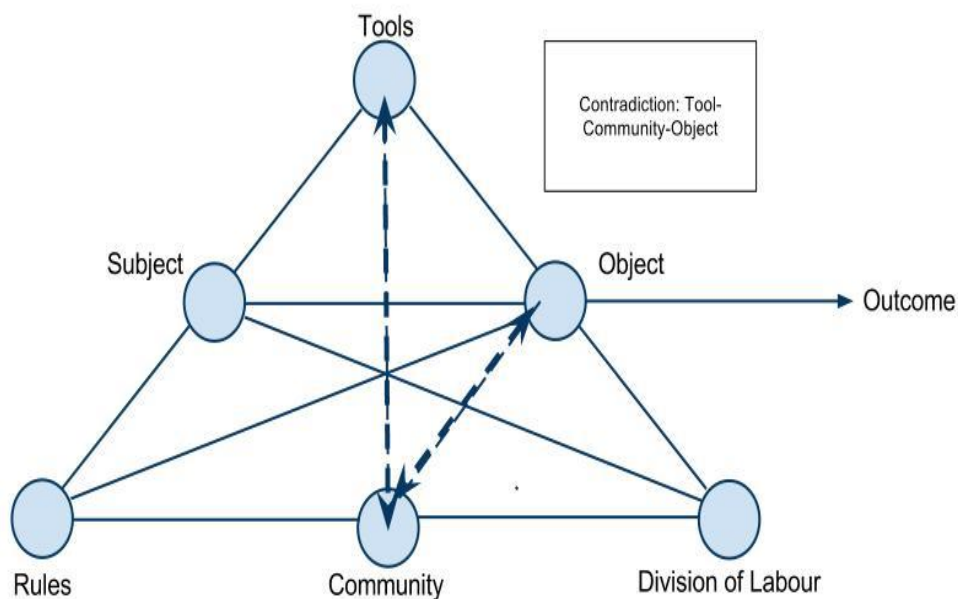 Tools
Contradiction: Tool-
Community-Object
Subject
Object
Outcome
Rules
Community
Division of Labour